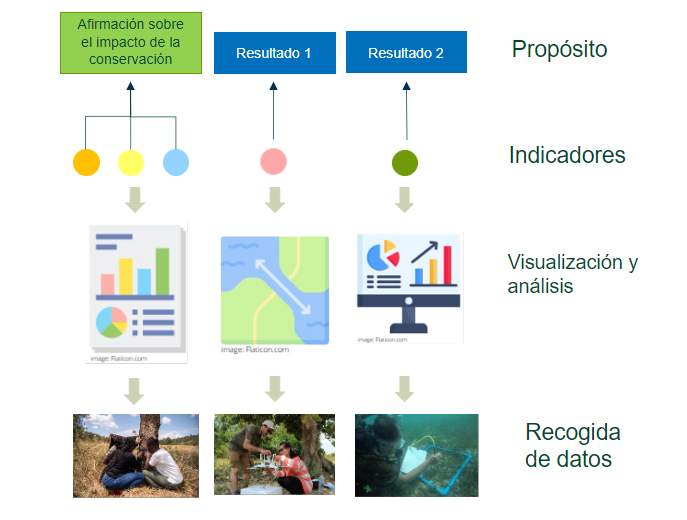 Afirmación sobre
el impacto de la
conservación
Resultado 1
Resultado 2
Propósito
Indicadores
Visualización y
análisis
image: Flaticon.com
image: Flaticon.com
image: Flaticon.com
Recogida
de datos